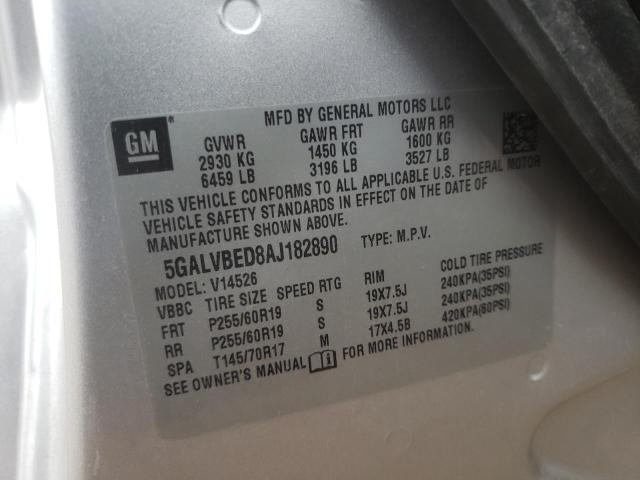 GM
MFD BY GENERAL MOTORS LLC
GVWR GAWR FRT GAWR RR
2930 KG 1450 KG 1600 KG
6459 LB 3196 LB 3527 LB
THIS VEHICLE CONFORMS TO ALL APPLICABLE U.S. FEDERAL MOTOR
VEHICLE SAFETY STANDARDS IN EFFECT ON THE DATE OF
MANUFACTURE SHOWN ABOVE.
5GALVBED8AJ182890 TYPE: M.P.V.
MODEL: V14526
VBBC TIRE SIZE SPEED RTG RIM COLD TIRE PRESSURE
FRT P255/60R19 S 19X7.5J 240KPA(35PSI)
RR P255/60R19 S 19X7.5J 240KPA(35PSI)
SPA T145/70R17 M 17X4.5B 420KPA(60PSI)
SEE OWNER'S MANUAL FOR MORE INFORMATION.